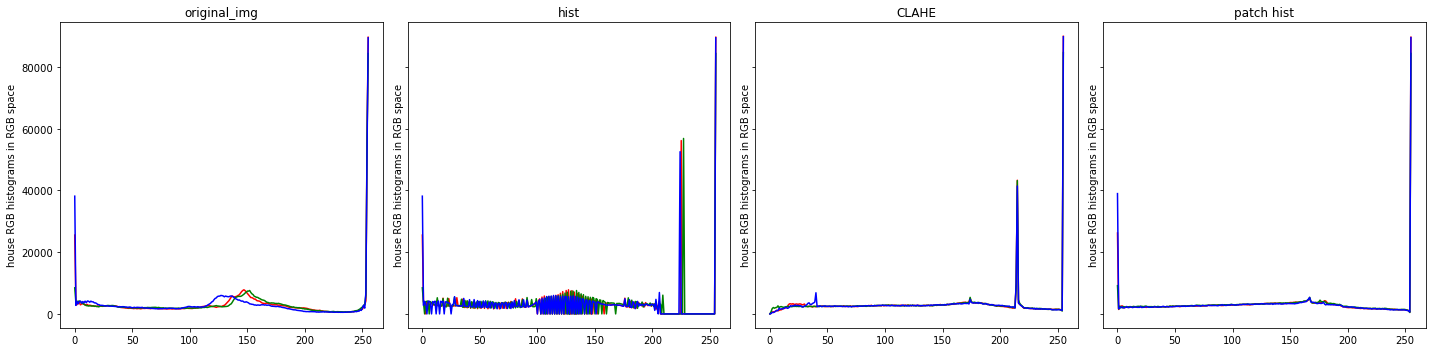 original_img
hist
CLAHE
patch hist
house RGB histograms in RGB space
house RGB histograms in RGB space
house RGB histograms in RGB space
house RGB histograms in RGB space
80000
60000
40000
20000
0
0 50 100 150 200 250
0 50 100 150 200 250
0 50 100 150 200 250
0 50 100 150 200 250